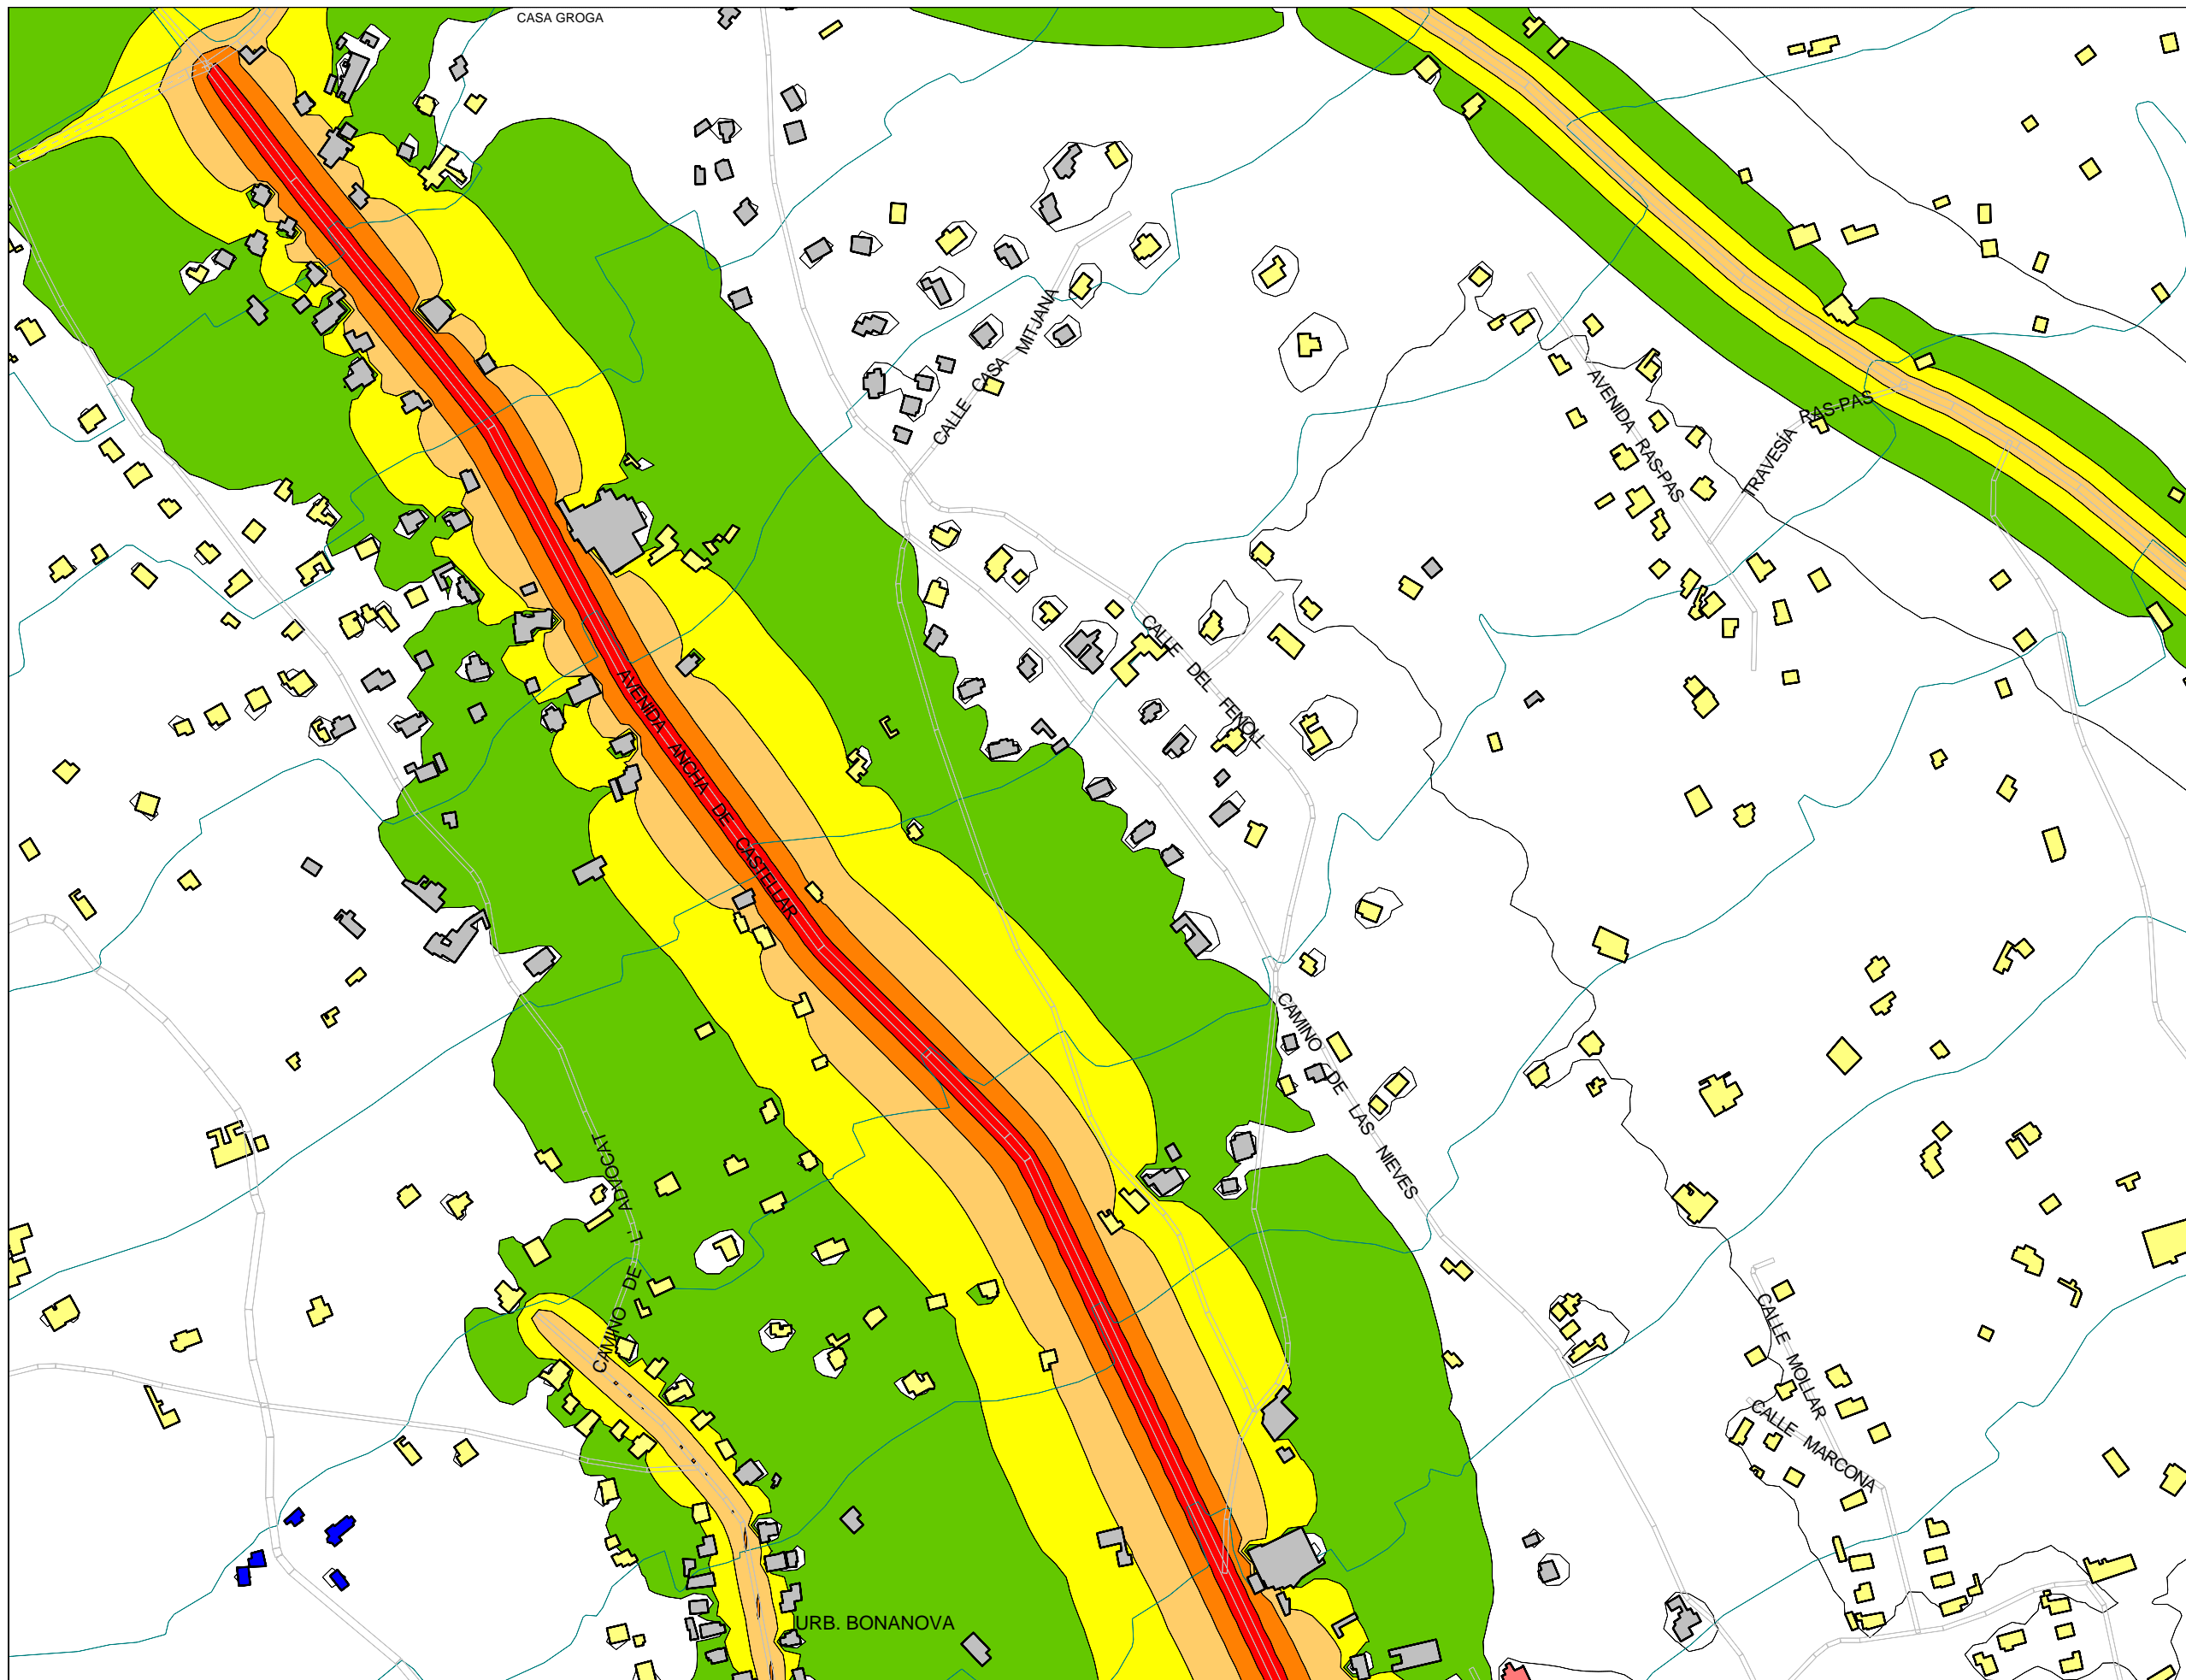 CASA GROGA
CALLE CASA MITJANA
AVENIDA RAS-PAS
TRAVESÍA RAS-PAS
CALLE DEL FENOLL
AVENIDA ANCHA DE CASTELLAR
CAMINO DE LAS NIEVES
CAMINO DE L' ADVOCAT
CALLE MOLLAR
CALLE MARCONA
URB. BONANOVA